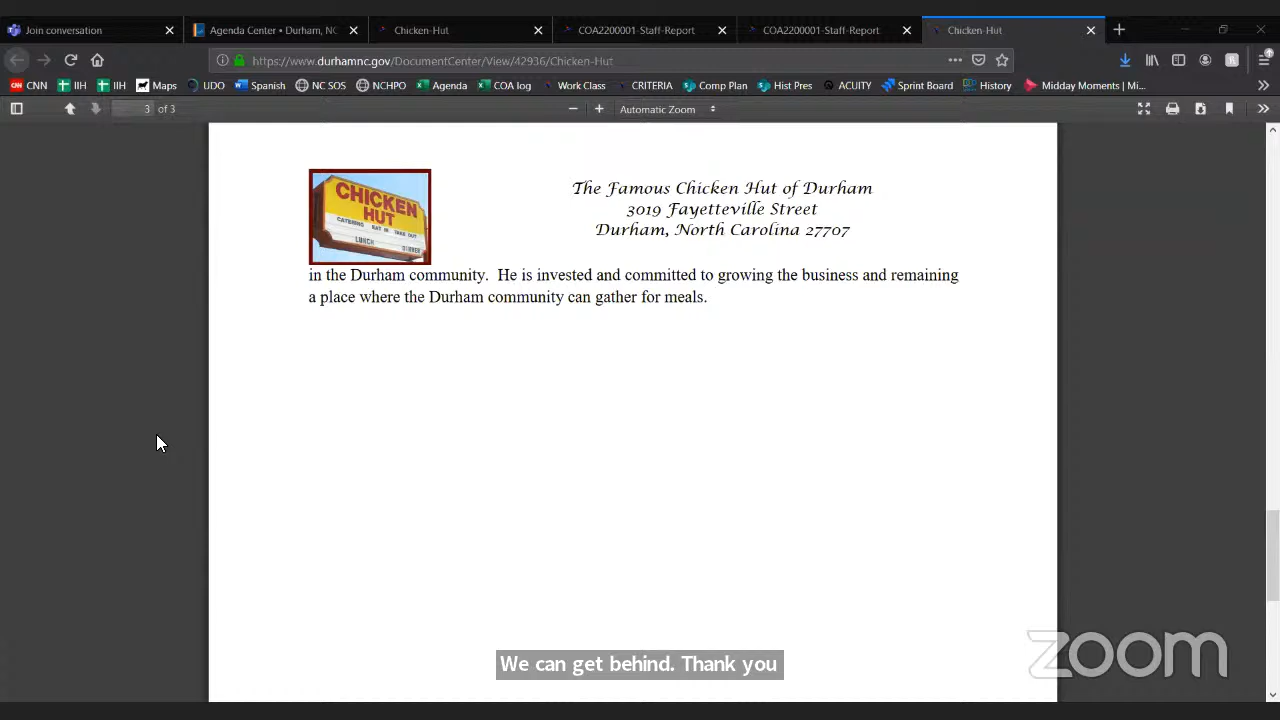 Join conversation
Agenda Center • Durham, NC
Chicken-Hut
COA2200001-Staff-Report
COA2200001-Staff-Report
Chicken-Hut
https://www.durhamnc.gov/DocumentCenter/View/42936/Chicken-Hut
CNN
IIH
IIH
Maps
UDO
Spanish
NC SOS
NCHPO
Agenda
COA log
Work Class
CRITERIA
Comp Plan
Hist Pres
ACUITY
Sprint Board
History
Midday Moments | Mi...
3 of 3
Automatic Zoom
CHICKEN
HUT
CATERING EAT IN TAKE OUT
LUNCH DINNER
The Famous Chicken Hut of Durham
3019 Fayetteville Street
Durham, North Carolina 27707
in the Durham community. He is invested and committed to growing the business and remaining
a place where the Durham community can gather for meals.
We can get behind. Thank you
zoom